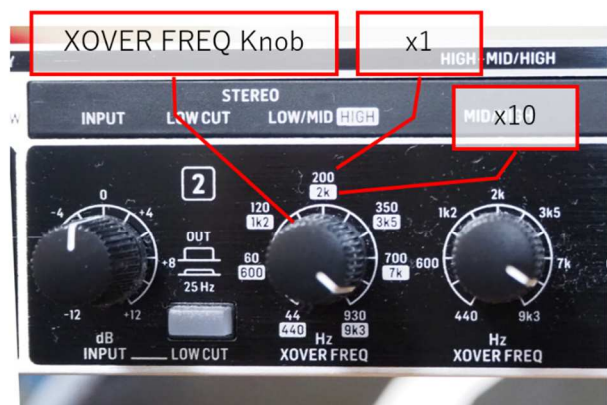 XOVER FREQ Knob
x1
HIGH-MID/HIGH
x10
STEREO
INPUT
LOW CUT
LOW/MID HIGH
MID/HIGH
2
0
-4
+4
+8
-12
+12
dB
INPUT
OUT
25 Hz
LOW CUT
200
2k
120
1k2
350
3k5
60
600
700
7k
44
440
930
9k3
Hz
XOVER FREQ
2k
1k2
3k5
600
7k
440
9k3
Hz
XOVER FREQ